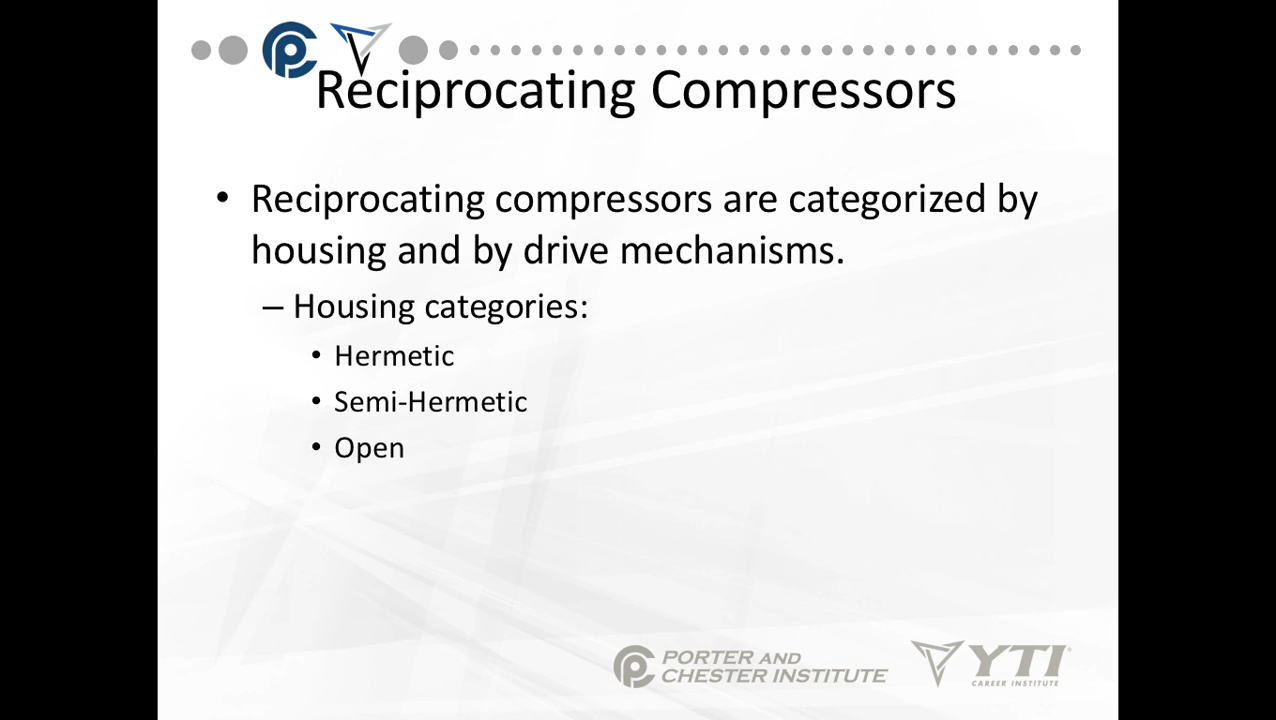 Reciprocating Compressors
• Reciprocating compressors are categorized by
housing and by drive mechanisms.
– Housing categories:
• Hermetic
• Semi-Hermetic
• Open
PORTER AND
CHESTER INSTITUTE
YTI®
CAREER INSTITUTE